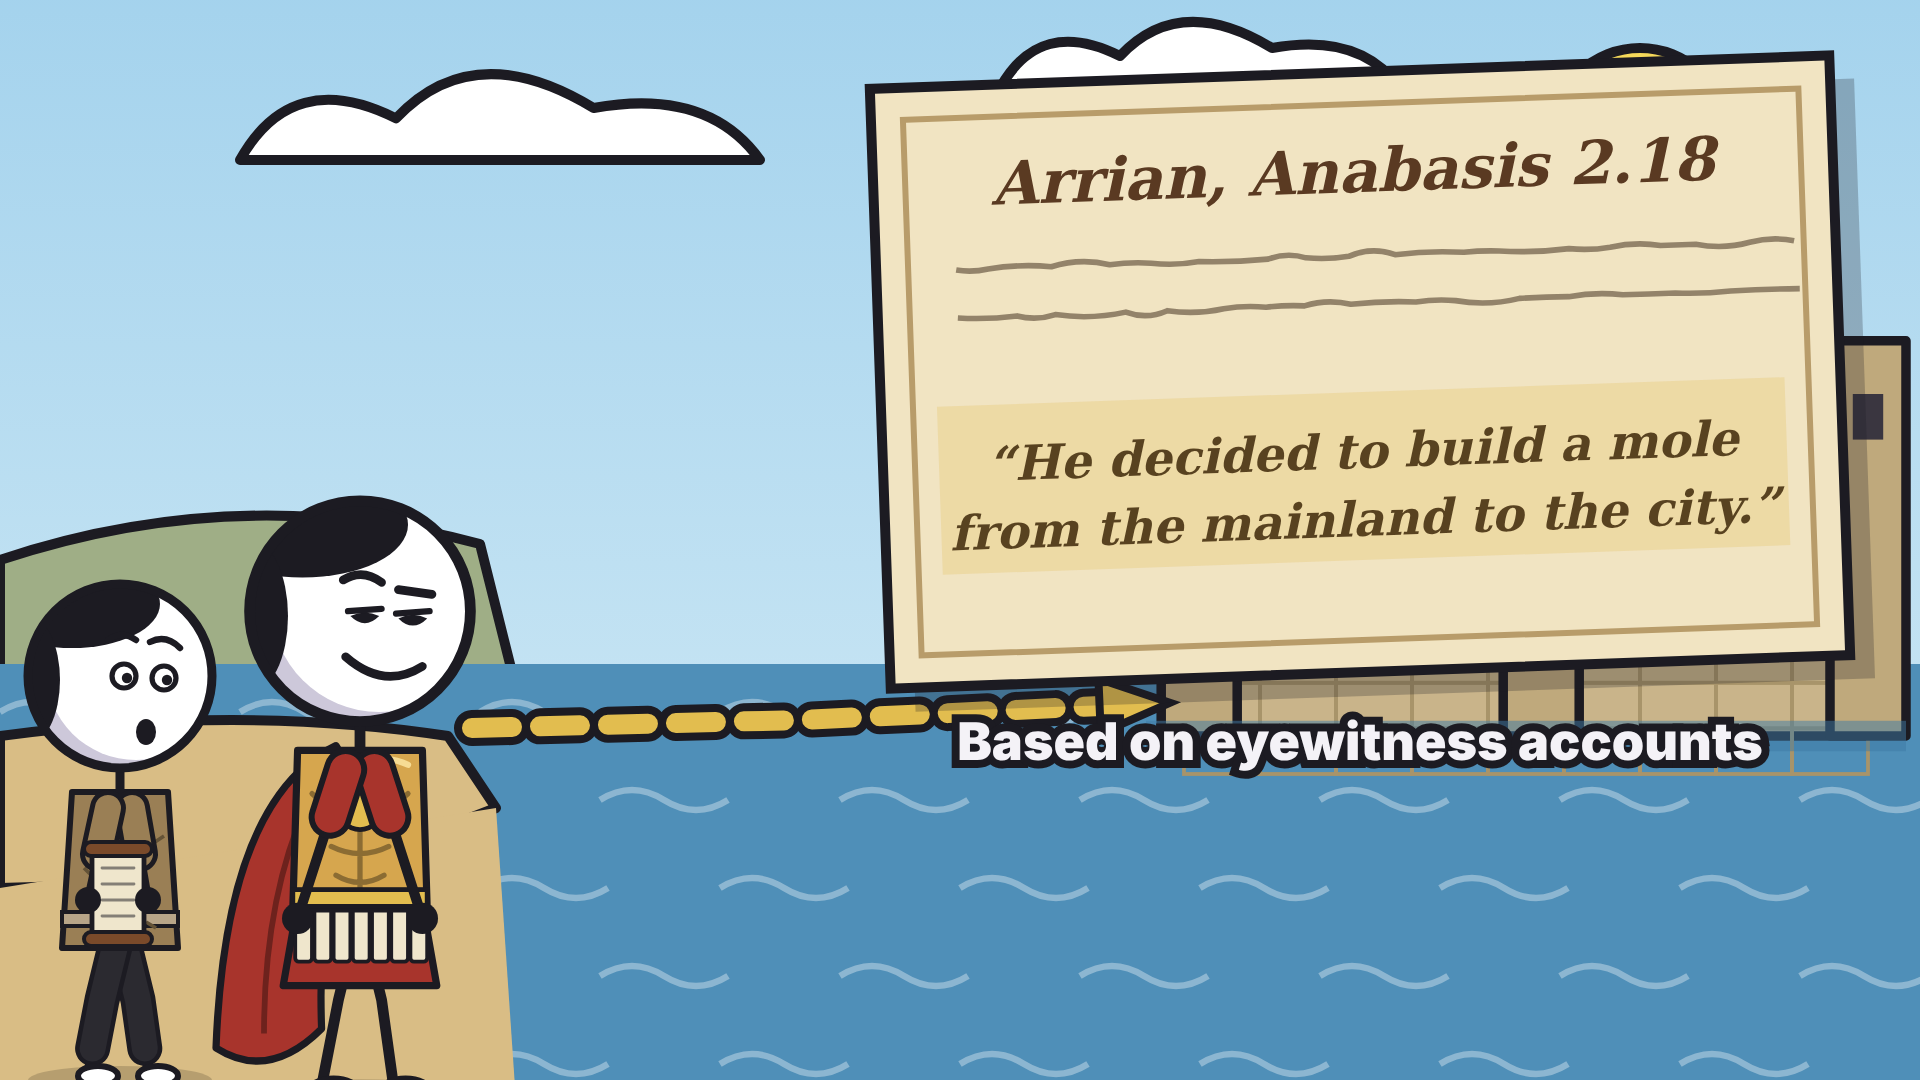 Arrian, Anabasis 2.18
“He decided to build a mole
from the mainland to the city.”
Based on eyewitness accounts